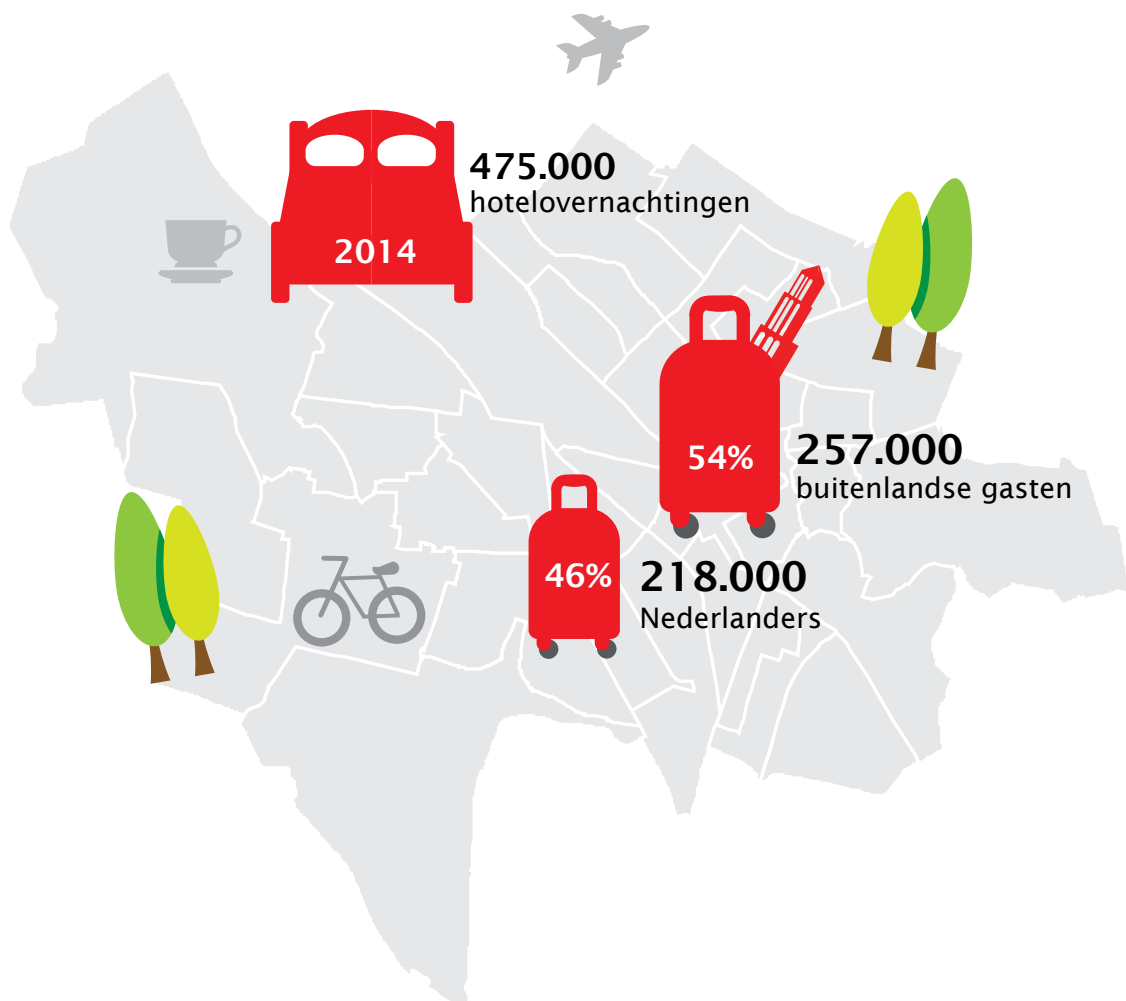 475.000
hotelovernachtingen
2014
54%
257.000
buitenlandse gasten
46%
218.000
Nederlanders